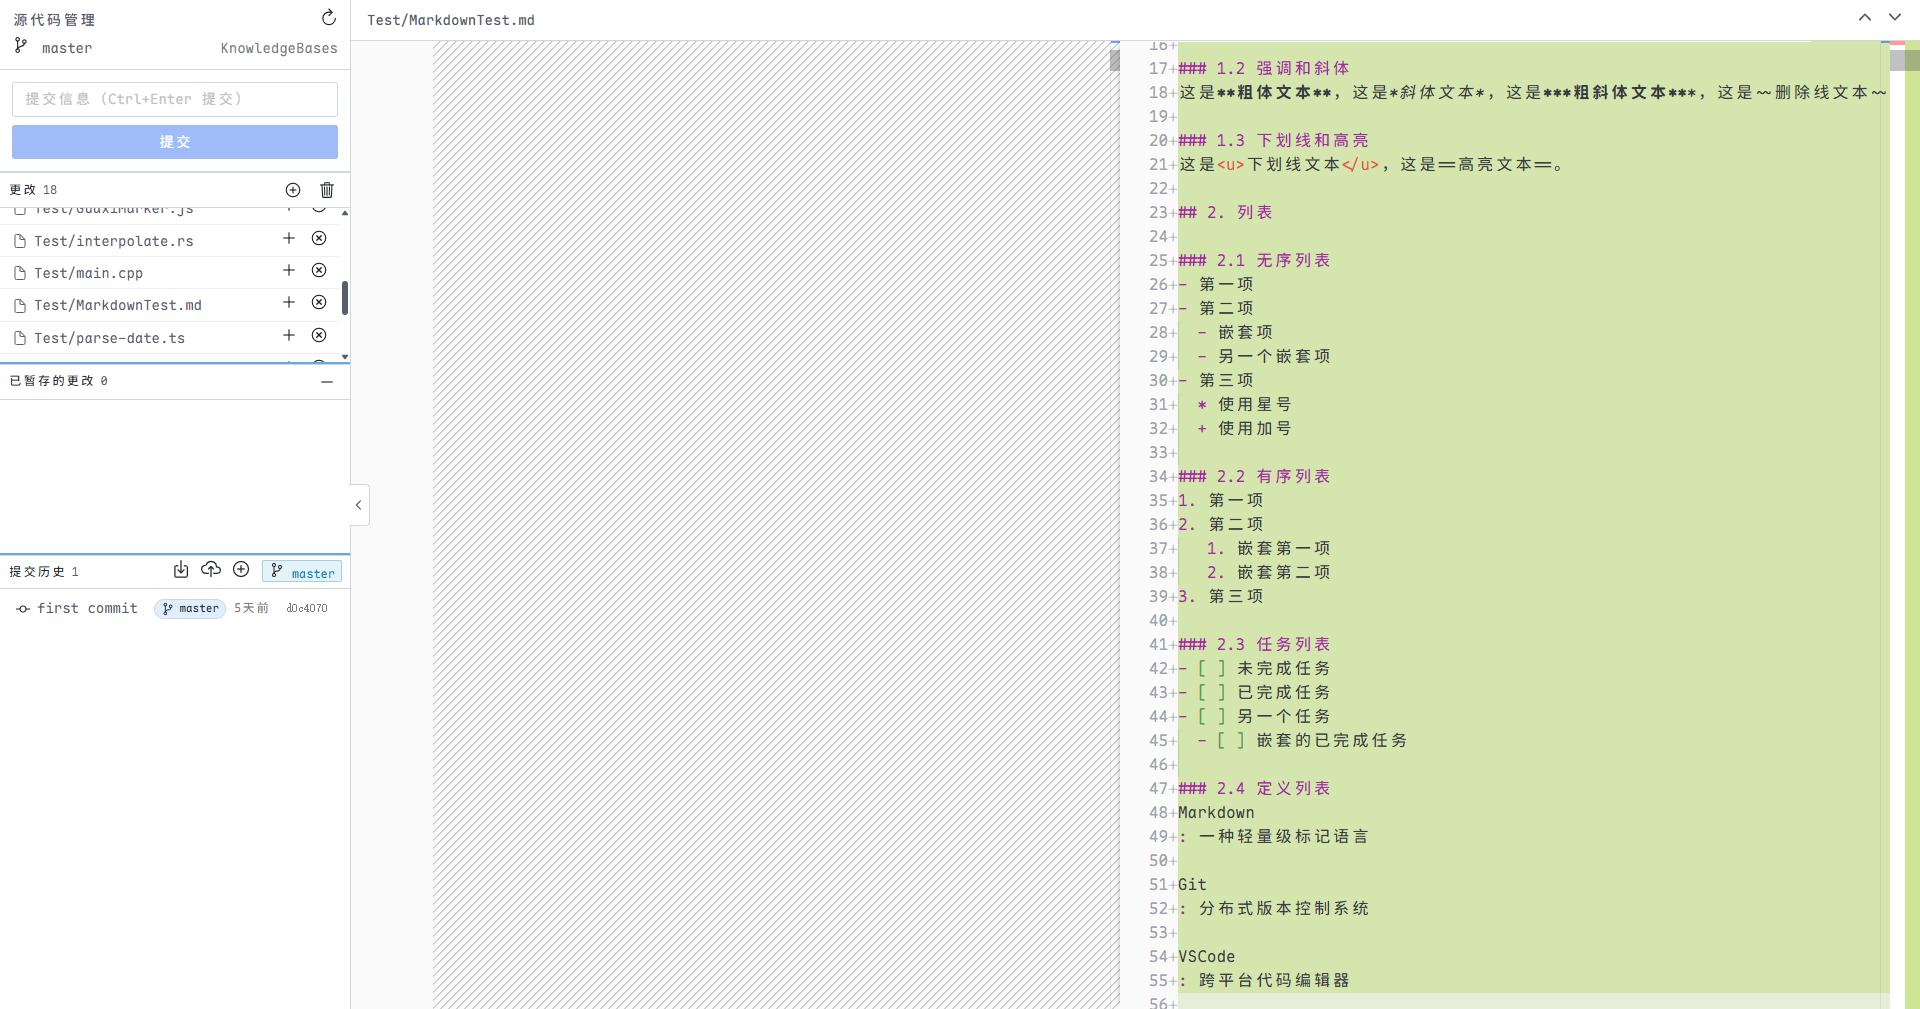 源代码管理
master KnowledgeBases
提交信息 (Ctrl+Enter 提交)
提交
更改 18
Test/GuaxiMarker.js
Test/interpolate.rs
Test/main.cpp
Test/MarkdownTest.md
Test/parse-date.ts
已暂存的更改 0
提交历史 1 master
first commit master 5天前 d0c4070
Test/MarkdownTest.md
16+
17+### 1.2 强调和斜体
18+这是**粗体文本**, 这是*斜体文本*, 这是***粗斜体文本***, 这是~~删除线文本~~
19+
20+### 1.3 下划线和高亮
21+这是<u>下划线文本</u>, 这是==高亮文本==。
22+
23+## 2. 列表
24+
25+### 2.1 无序列表
26+- 第一项
27+- 第二项
28+  - 嵌套项
29+  - 另一个嵌套项
30+- 第三项
31+  * 使用星号
32+  + 使用加号
33+
34+### 2.2 有序列表
35+1. 第一项
36+2. 第二项
37+   1. 嵌套第一项
38+   2. 嵌套第二项
39+3. 第三项
40+
41+### 2.3 任务列表
42+- [ ] 未完成任务
43+- [ ] 已完成任务
44+- [ ] 另一个任务
45+  - [ ] 嵌套的已完成任务
46+
47+### 2.4 定义列表
48+Markdown
49+: 一种轻量级标记语言
50+
51+Git
52+: 分布式版本控制系统
53+
54+VSCode
55+: 跨平台代码编辑器
56+